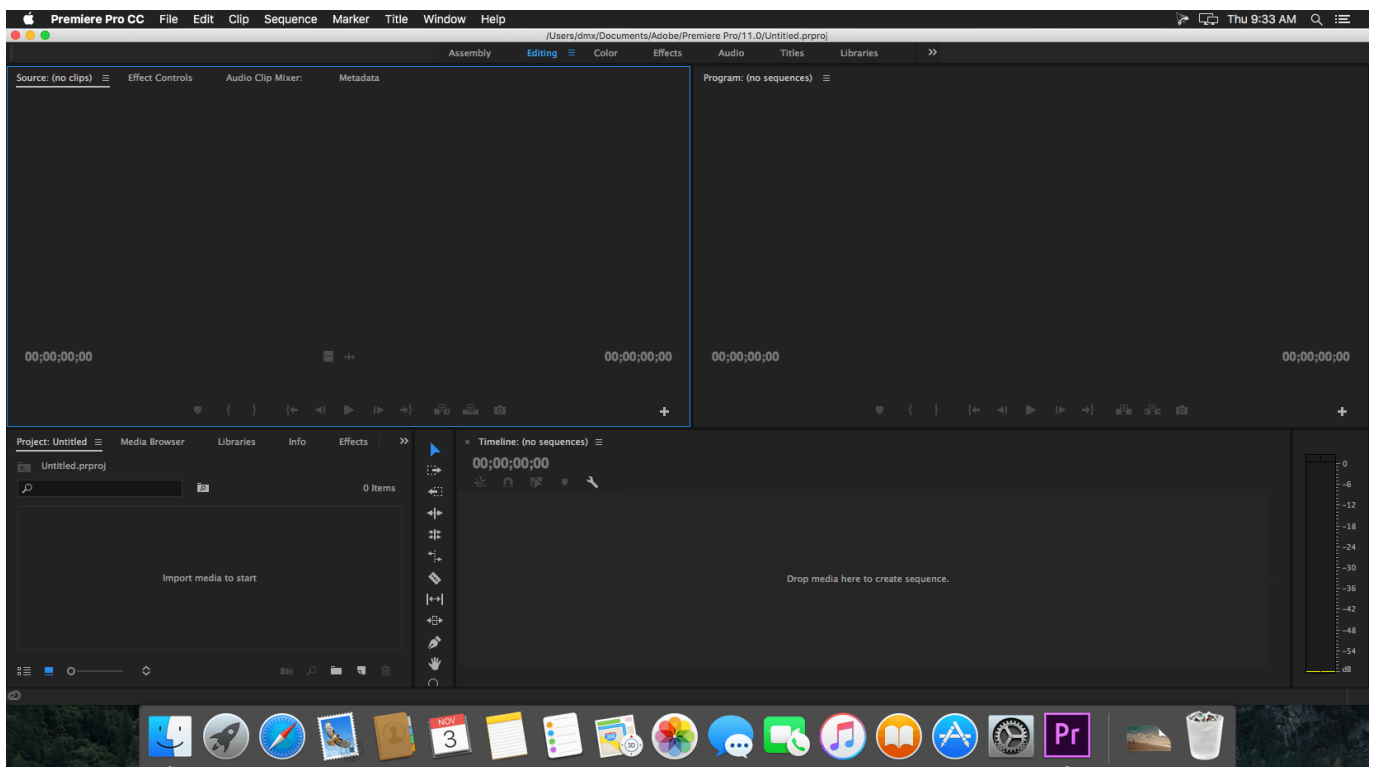 Premiere Pro CC File Edit Clip Sequence Marker Title Window Help Thu 9:33 AM
/Users/dmx/Documents/Adobe/Premiere Pro/11.0/Untitled.prproj
Assembly Editing Color Effects Audio Titles Libraries
Source: (no clips) Effect Controls Audio Clip Mixer: Metadata
Program: (no sequences)
00;00;00;00 00;00;00;00
00;00;00;00 00;00;00;00
Project: Untitled Media Browser Libraries Info Effects
Untitled.prproj
0 Items
Import media to start
× Timeline: (no sequences)
00;00;00;00
Drop media here to create sequence.
0
-6
-12
-18
-24
-30
-36
-42
-48
-54
dB
NOV
3
280
3D
Pr